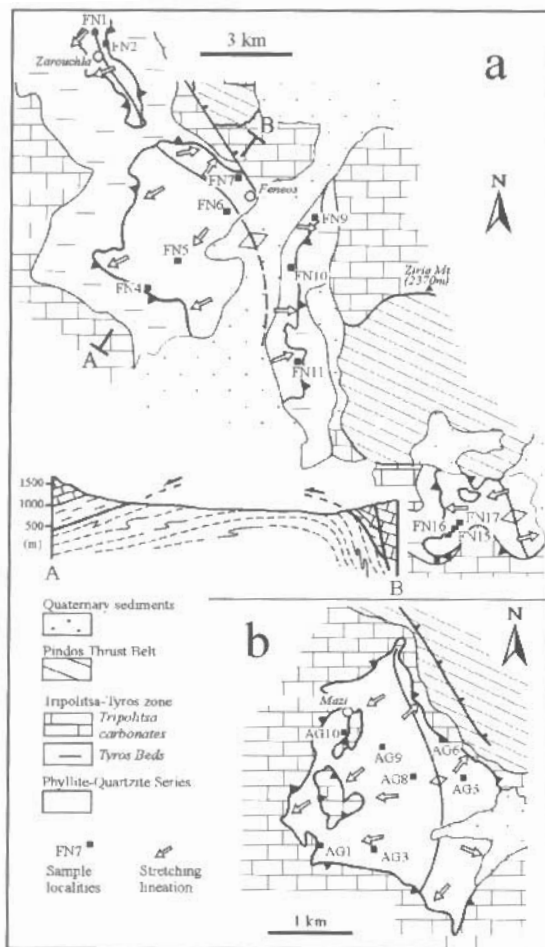 FN1
3 km
a
FN2
Zarouchla
B
N
FN7
Feneos
FN6
FN9
FN5
FN10
Ziria Mt
(2370m)
FN4
A
FN11
1500
1000
500
(m)
FN16
FN17
FN15
A
B
Quaternary sediments
b
N
Pindos Thrust Belt
Tripolitsa-Tyros zone
Tripolitsa
carbonates
Tyros Beds
Phyllite-Quartzite Series
Mazi
AG10
AG6
AG9
AG8
AG5
AG1
AG3
FN7
Sample
localities
Stretching
lineation
1 km